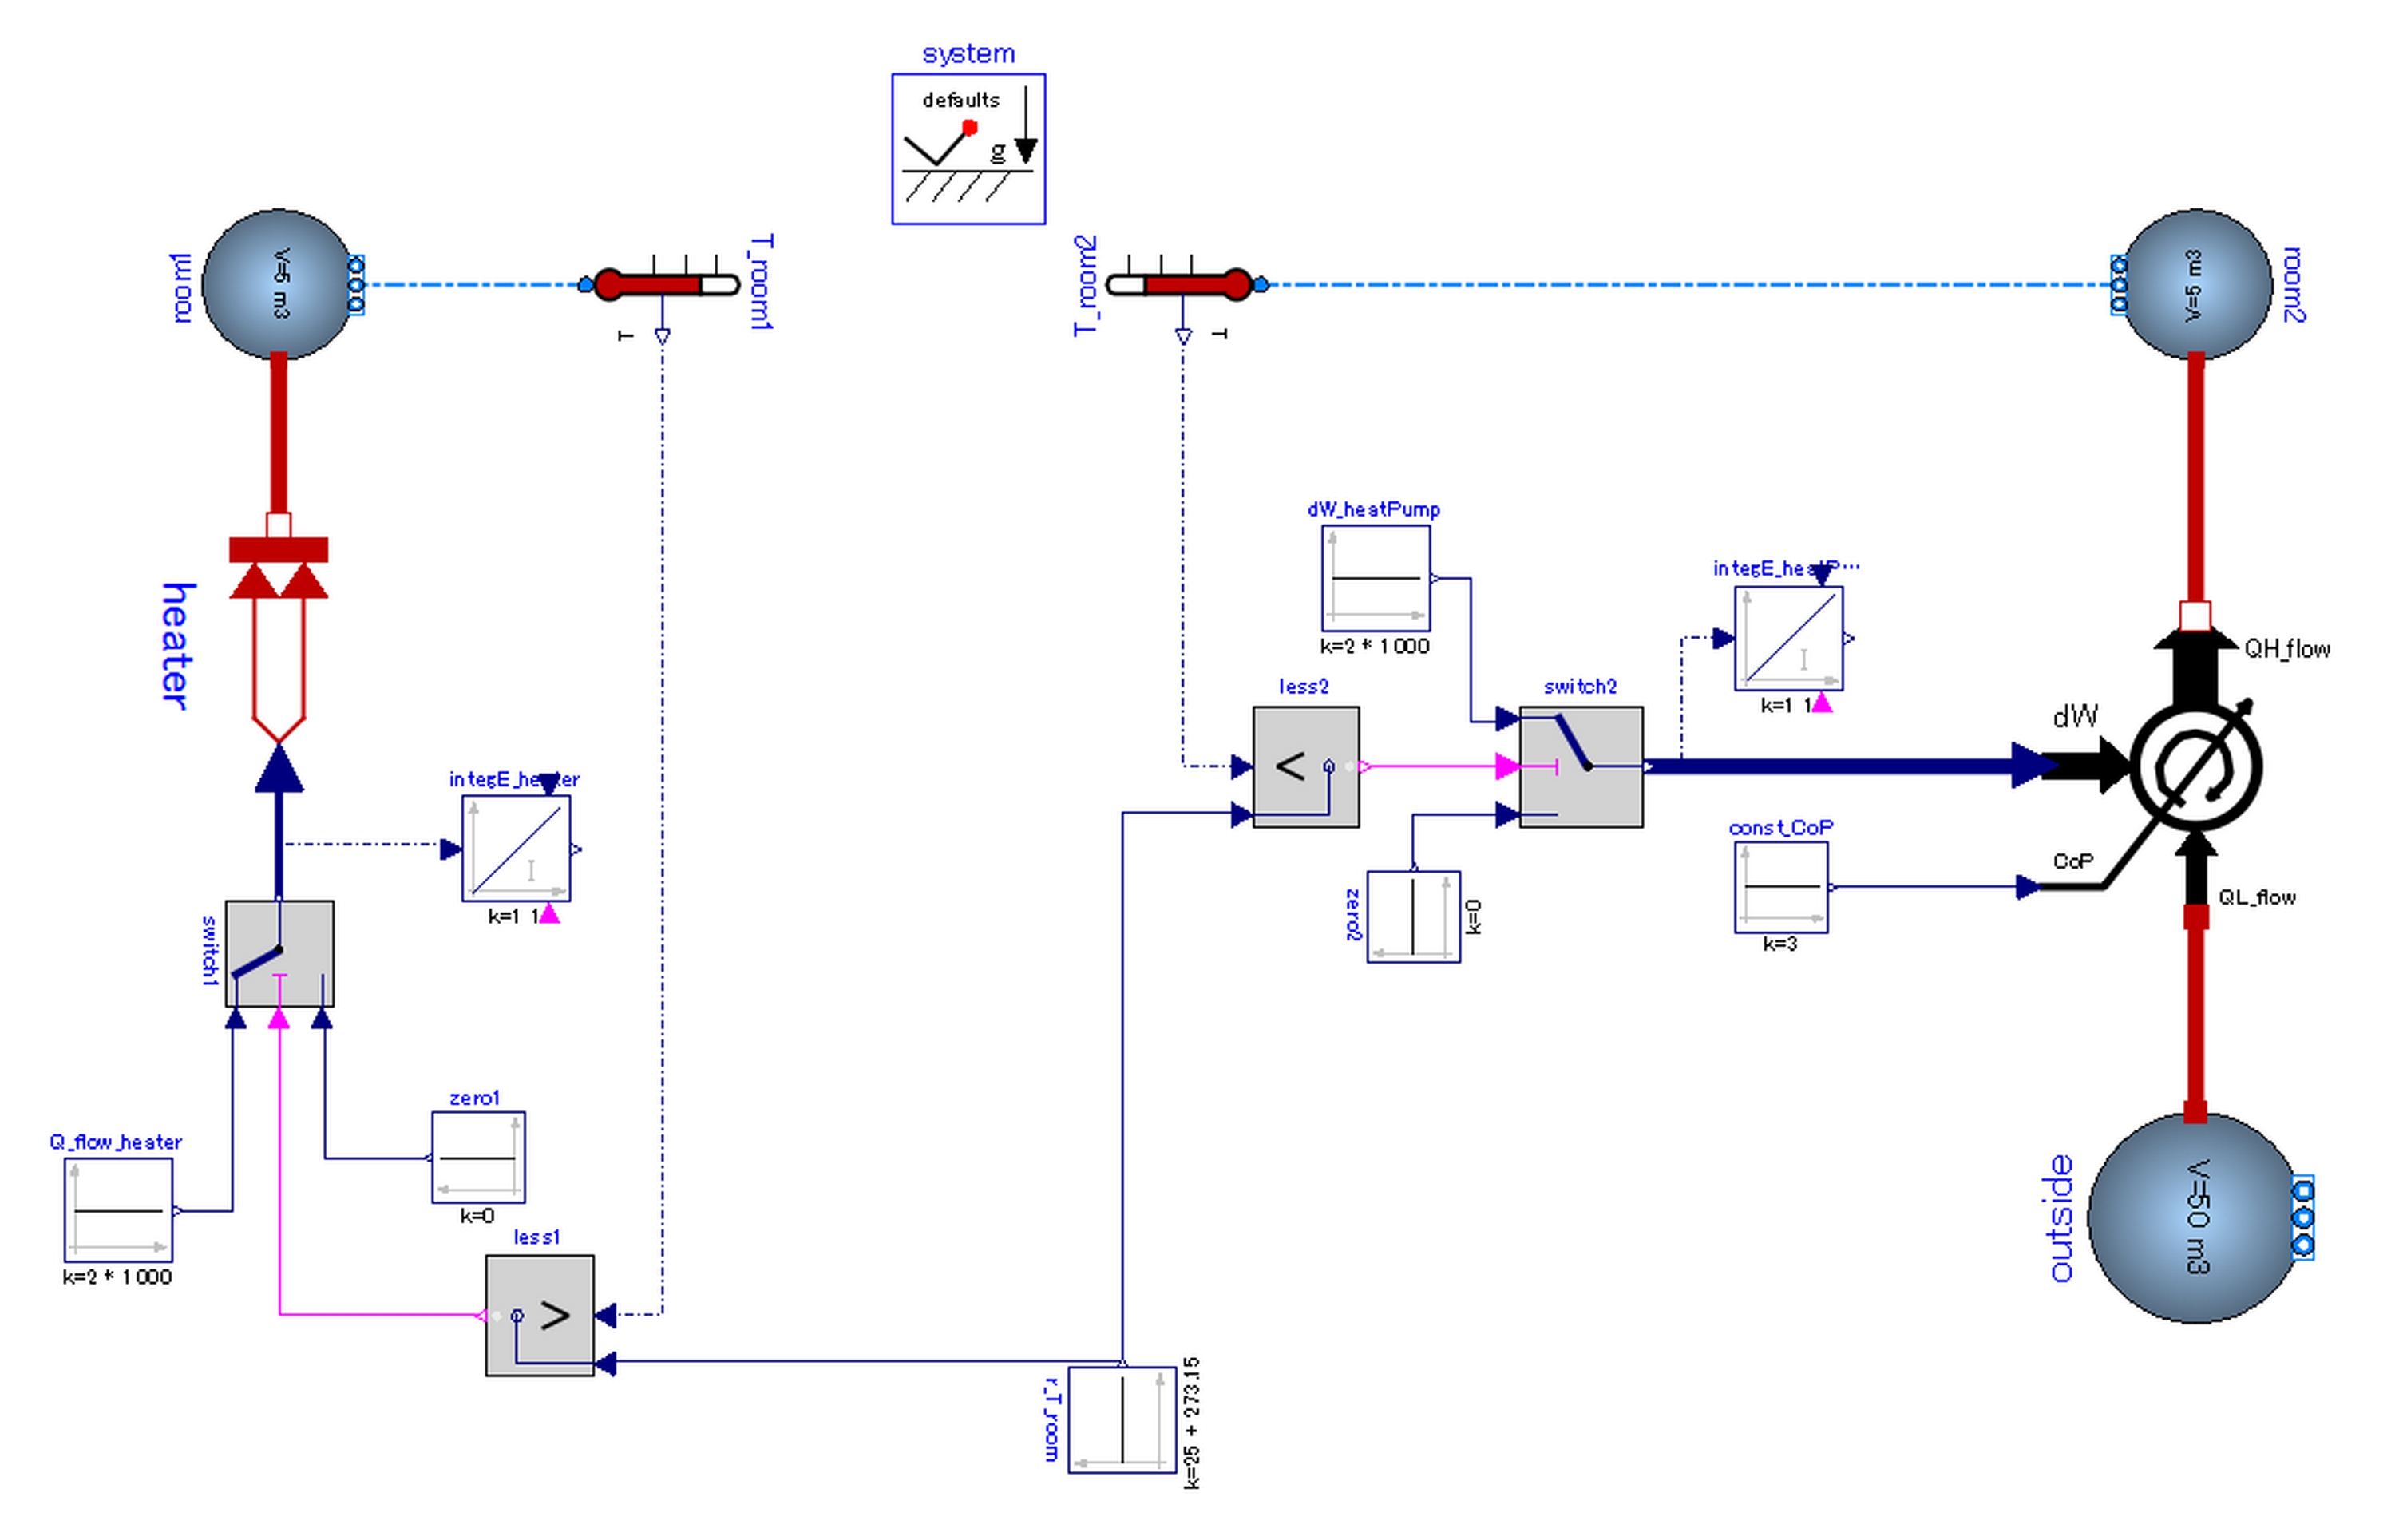 system
defaults
g
room1
V=5 m3
T_room1
T
T_room2
T
V=5 m3
room2
heater
dW_heatPump
k=2 * 1000
integE_heatP...
I
k=1 1
QH_flow
less2
<
switch2
dW
integE_heater
I
k=1 1
const_CoP
k=3
CoP
QL_flow
zero2
k=0
switch1
zero1
k=0
Q_flow_heater
k=2 * 1000
less1
>
outside
V=50 m3
r_T_room
k=25 + 273.15